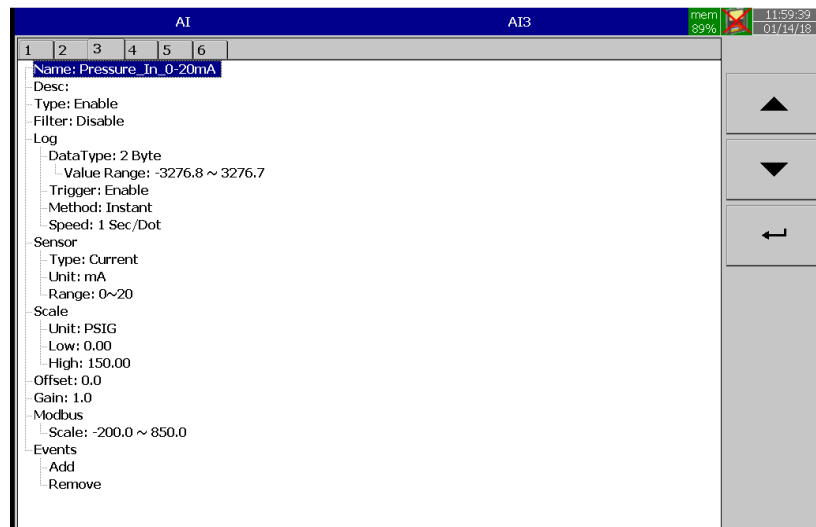 AI AI3 mem 89% 11:59:39 01/14/18
1 2 3 4 5 6
Name: Pressure_In_0-20mA
Desc:
Type: Enable
Filter: Disable
Log
DataType: 2 Byte
Value Range: -3276.8 ~ 3276.7
Trigger: Enable
Method: Instant
Speed: 1 Sec/Dot
Sensor
Type: Current
Unit: mA
Range: 0~20
Scale
Unit: PSIG
Low: 0.00
High: 150.00
Offset: 0.0
Gain: 1.0
Modbus
Scale: -200.0 ~ 850.0
Events
Add
Remove